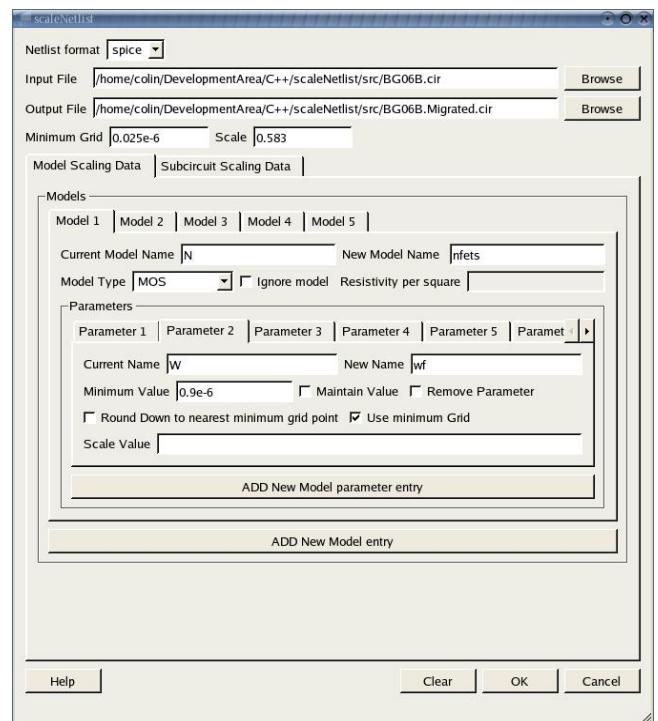 scaleNetlist
Netlist format spice
Input File /home/colin/DevelopmentArea/C++/scaleNetlist/src/BG06B.cir Browse
Output File /home/colin/DevelopmentArea/C++/scaleNetlist/src/BG06B.Migrated.cir Browse
Minimum Grid 0.025e-6 Scale 0.583
Model Scaling Data Subcircuit Scaling Data
Models
Model 1 Model 2 Model 3 Model 4 Model 5
Current Model Name N New Model Name nfets
Model Type MOS Ignore model Resistivity per square
Parameters
Parameter 1 Parameter 2 Parameter 3 Parameter 4 Parameter 5 Paramet
Current Name W New Name wf
Minimum Value 0.9e-6 Maintain Value Remove Parameter
Round Down to nearest minimum grid point Use minimum Grid
Scale Value
ADD New Model parameter entry
ADD New Model entry
Help Clear OK Cancel